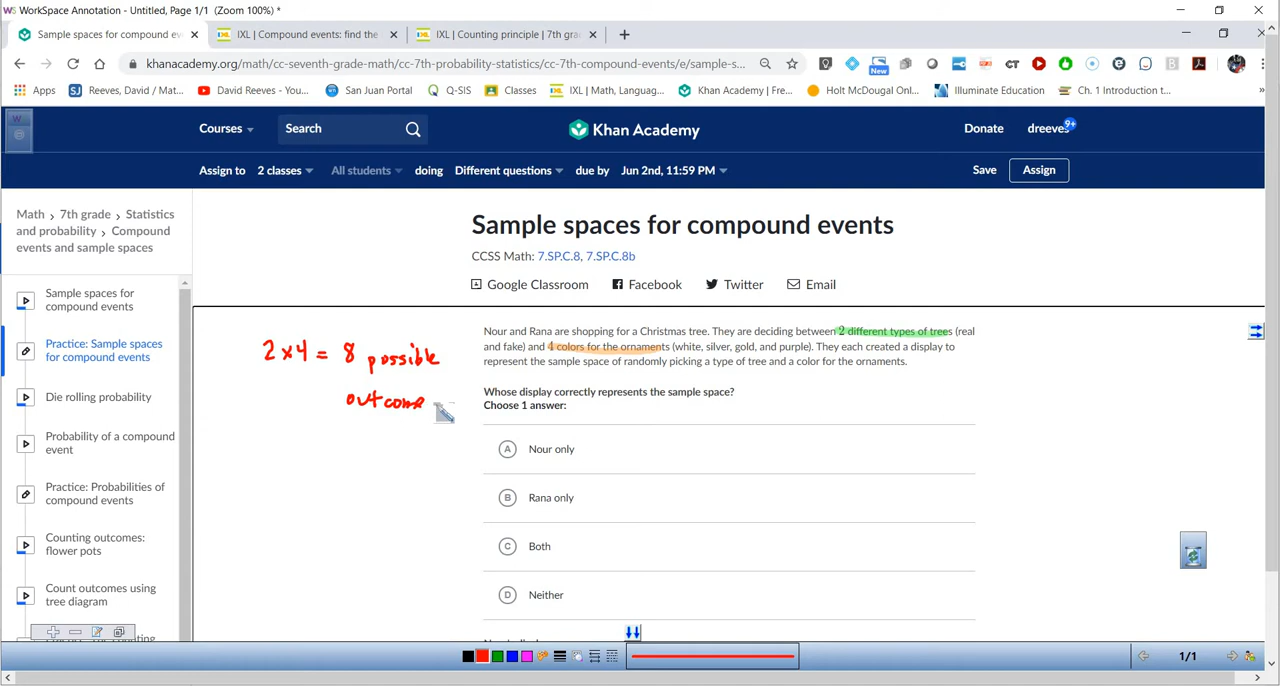 WorkSpace Annotation - Untitled, Page 1/1 (Zoom 100%) *
Sample spaces for compound ev
IXL | Compound events: find the
IXL | Counting principle | 7th gra
khanacademy.org/math/cc-seventh-grade-math/cc-7th-probability-statistics/cc-7th-compound-events/e/sample-s...
New
Apps
Reeves, David / Mat...
David Reeves - You...
San Juan Portal
Q-SIS
Classes
IXL | Math, Languag...
Khan Academy | Fre...
Holt McDougal Onl...
Illuminate Education
Ch. 1 Introduction t...
Courses
Search
Khan Academy
Donate
dreeves
9+
Assign to
2 classes
All students
doing
Different questions
due by
Jun 2nd, 11:59 PM
Save
Assign
Math > 7th grade > Statistics
and probability > Compound
events and sample spaces
Sample spaces for
compound events
Practice: Sample spaces
for compound events
Die rolling probability
Probability of a compound
event
Practice: Probabilities of
compound events
Counting outcomes:
flower pots
Count outcomes using
tree diagram
Sample spaces for compound events
CCSS Math: 7.SP.C.8, 7.SP.C.8b
Google Classroom
Facebook
Twitter
Email
2 x 4 = 8 possible
outcome
Nour and Rana are shopping for a Christmas tree. They are deciding between 2 different types of trees (real
and fake) and 4 colors for the ornaments (white, silver, gold, and purple). They each created a display to
represent the sample space of randomly picking a type of tree and a color for the ornaments.
Whose display correctly represents the sample space?
Choose 1 answer:
A Nour only
B Rana only
C Both
D Neither
1/1